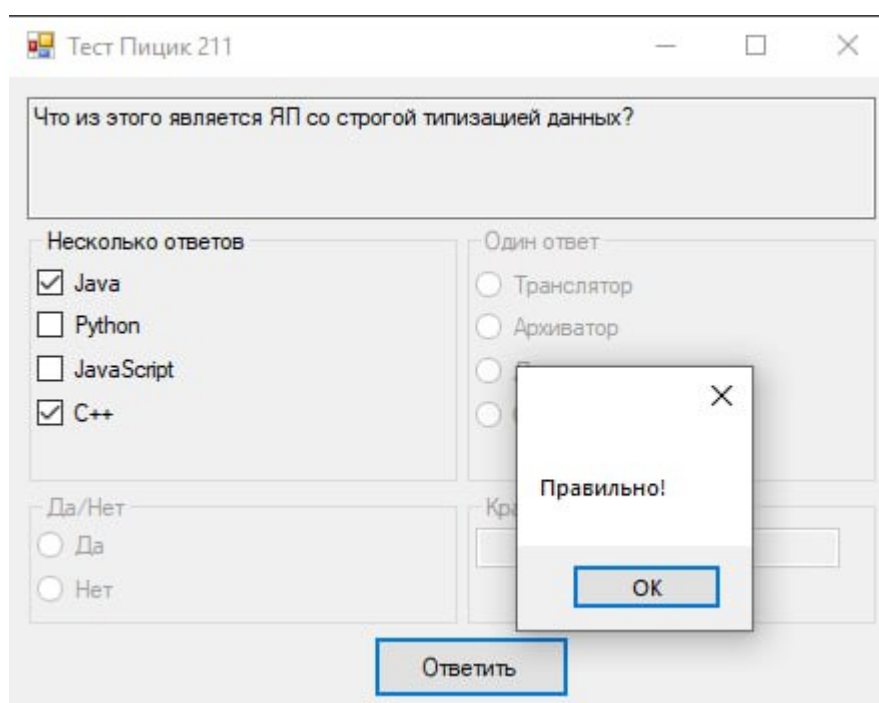 Тест Пицик 211
Что из этого является ЯП со строгой типизацией данных?
Несколько ответов
Java
Python
JavaScript
C++
Один ответ
Транслятор
Архиватор
Правильно!
OK
Да/Нет
Да
Нет
Ответить